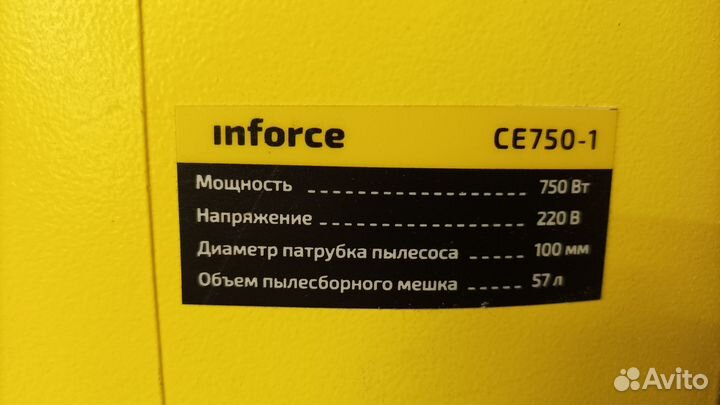 inforce CE750-1
Мощность 750 Вт
Напряжение 220 В
Диаметр патрубка пылесоса 100 мм
Объем пылесборного мешка 57 л
Avito